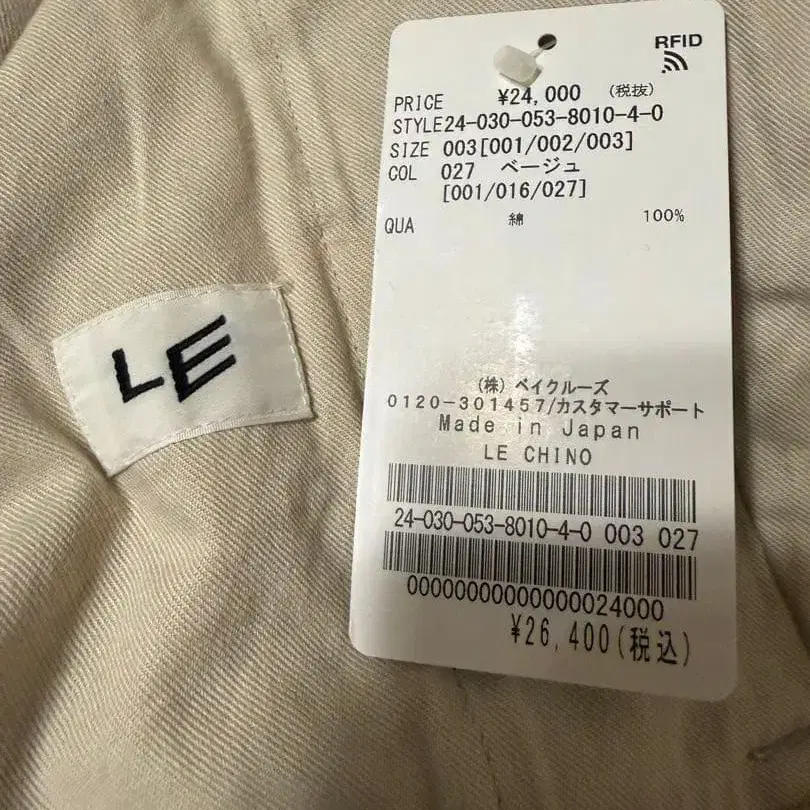 LE
RFID
PRICE ¥24,000 (税抜)
STYLE24-030-053-8010-4-0
SIZE 003[001/002/003]
COL 027 ベージュ
[001/016/027]
QUA 綿 100%
(株) ベイクルーズ
0120-301457/カスタマーサポート
Made in Japan
LE CHINO
24-030-053-8010-4-0 003 027
00000000000000024000
¥26,400(税込)